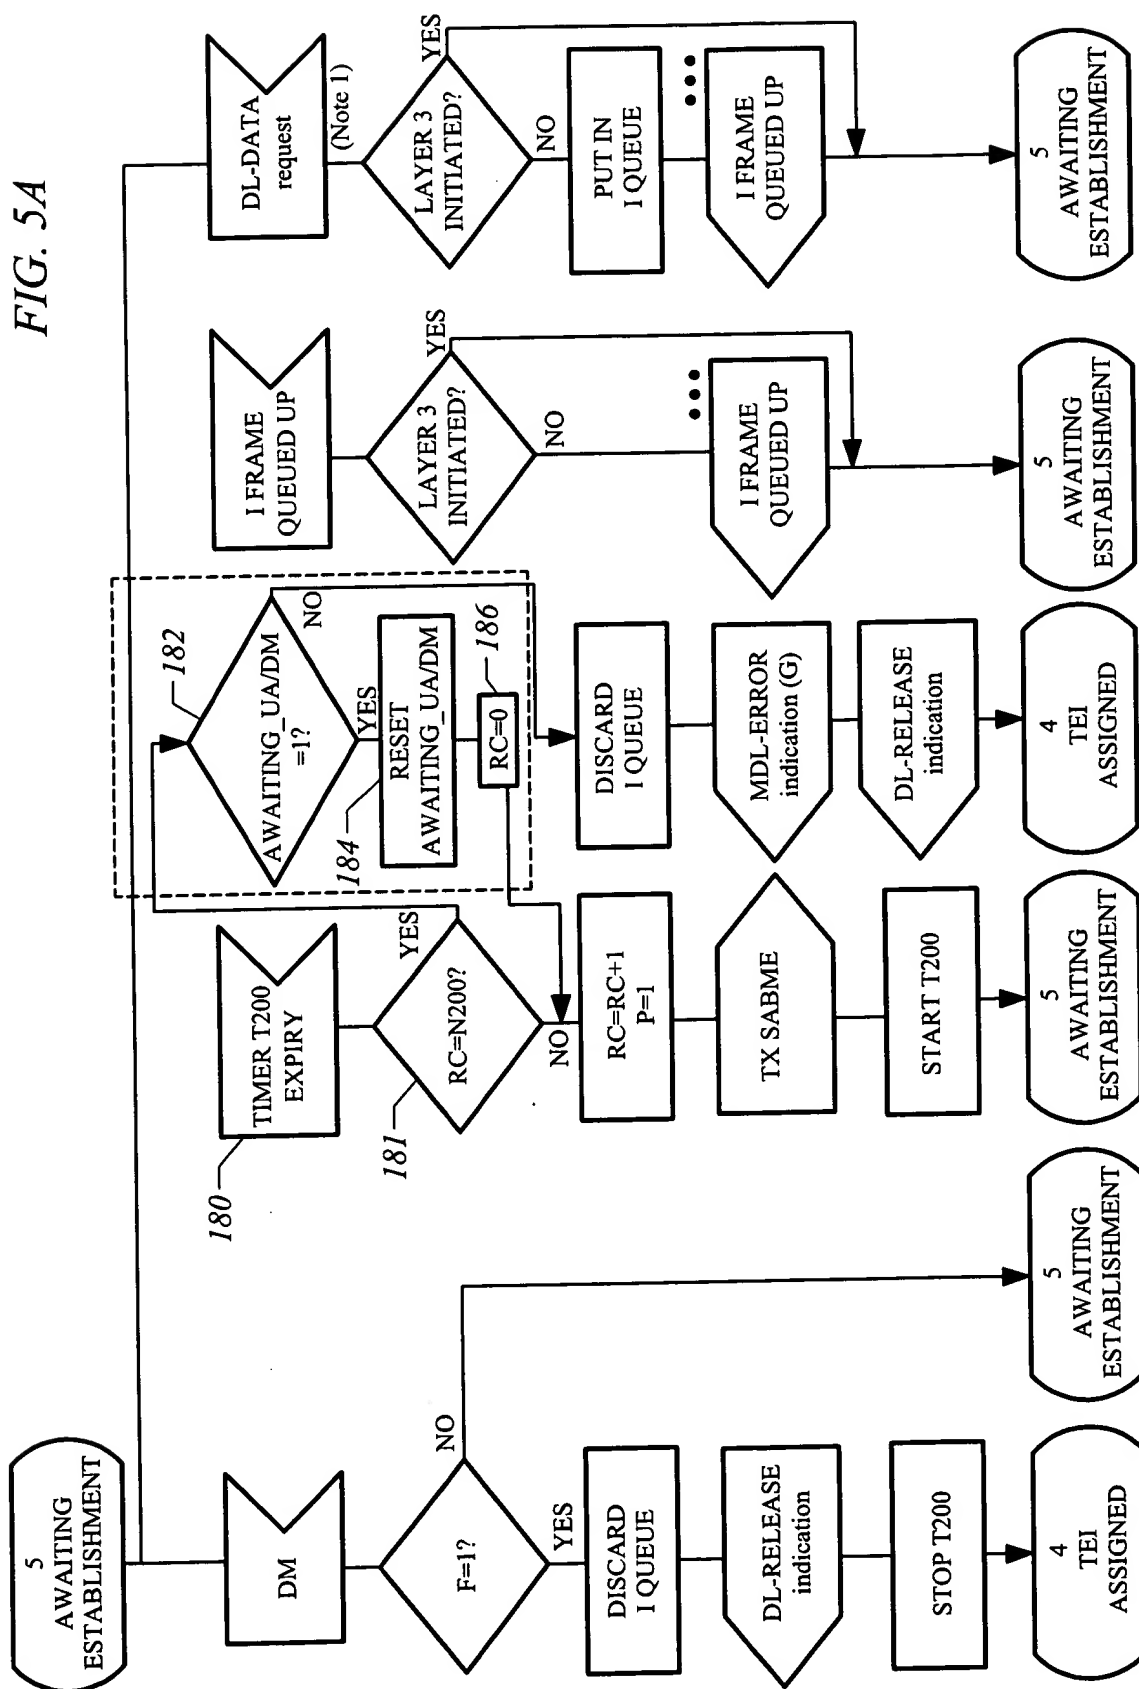 FIG. 5A
5
AWAITING
ESTABLISHMENT
DM
F=1?
NO
YES
DISCARD
I QUEUE
DL-RELEASE
indication
STOP T200
4
TEI
ASSIGNED
5
AWAITING
ESTABLISHMENT
180
TIMER T200
EXPIRY
181
RC=N200?
YES
NO
RC=RC+1
P=1
TX SABME
START T200
5
AWAITING
ESTABLISHMENT
182
AWAITING_UA/DM
=1?
NO
YES
184
RESET
AWAITING_UA/DM
186
RC=0
DISCARD
I QUEUE
MDL-ERROR
indication (G)
DL-RELEASE
indication
4
TEI
ASSIGNED
I FRAME
QUEUED UP
LAYER 3
INITIATED?
YES
NO
I FRAME
QUEUED UP
5
AWAITING
ESTABLISHMENT
DL-DATA
request
(Note 1)
LAYER 3
INITIATED?
YES
NO
PUT IN
I QUEUE
I FRAME
QUEUED UP
5
AWAITING
ESTABLISHMENT